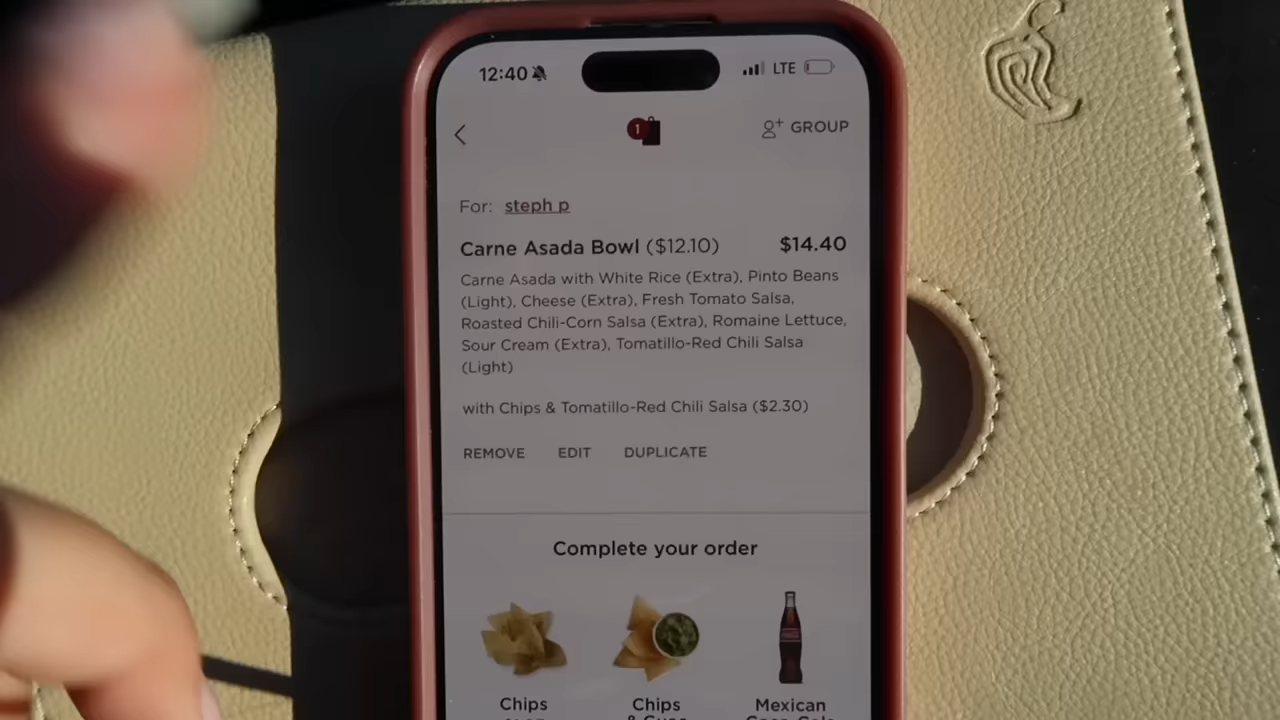 12:40 LTE
1 GROUP
For: steph p
Carne Asada Bowl ($12.10) $14.40
Carne Asada with White Rice (Extra), Pinto Beans
(Light), Cheese (Extra), Fresh Tomato Salsa,
Roasted Chili-Corn Salsa (Extra), Romaine Lettuce,
Sour Cream (Extra), Tomatillo-Red Chili Salsa
(Light)
with Chips & Tomatillo-Red Chili Salsa ($2.30)
REMOVE EDIT DUPLICATE
Complete your order
Chips Chips Mexican